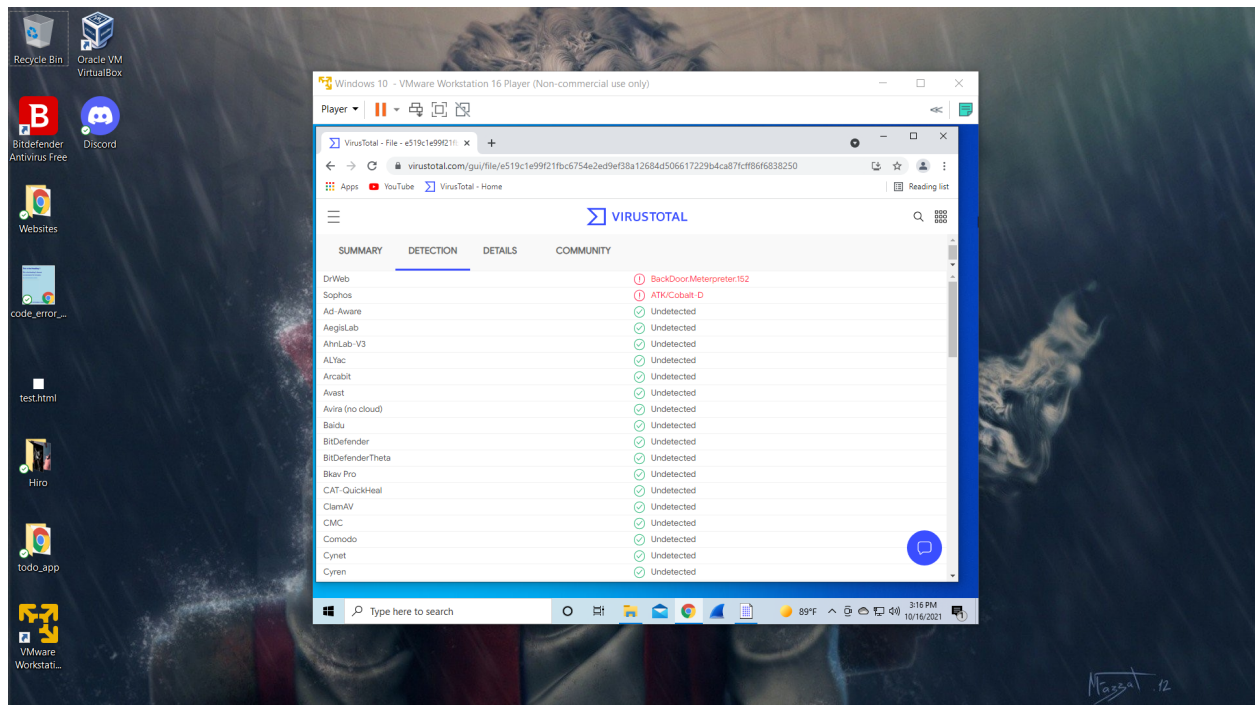 Recycle Bin
Oracle VM
VirtualBox
Bitdefender
Antivirus Free
Discord
Websites
code_error_...
test.html
Hiro
todo_app
VMware
Workstati...
Windows 10 - VMware Workstation 16 Player (Non-commercial use only)
Player
VirusTotal - File - e519c1e99f21f
virustotal.com/gui/file/e519c1e99f21fbc6754e2ed9ef38a12684d506617229b4ca87fcff86f6838250
Apps YouTube VirusTotal - Home Reading list
VIRUSTOTAL
SUMMARY DETECTION DETAILS COMMUNITY
DrWeb BackDoor.Meterpreter.152
Sophos ATK/Cobalt-D
Ad-Aware Undetected
AegisLab Undetected
AhnLab-V3 Undetected
ALYac Undetected
Arcabit Undetected
Avast Undetected
Avira (no cloud) Undetected
Baidu Undetected
BitDefender Undetected
BitDefenderTheta Undetected
Bkav Pro Undetected
CAT-QuickHeal Undetected
ClamAV Undetected
CMC Undetected
Comodo Undetected
Cynet Undetected
Cyren Undetected
Type here to search
89°F
3:16 PM
10/16/2021
1
Mazzat .12